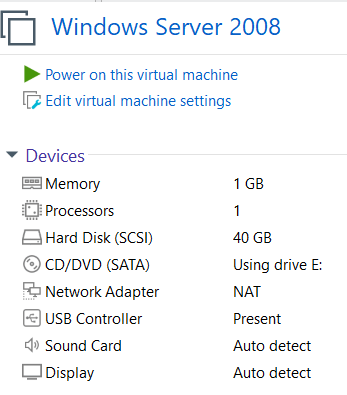 Windows Server 2008
Power on this virtual machine
Edit virtual machine settings
Devices
Memory 1 GB
Processors 1
Hard Disk (SCSI) 40 GB
CD/DVD (SATA) Using drive E:
Network Adapter NAT
USB Controller Present
Sound Card Auto detect
Display Auto detect